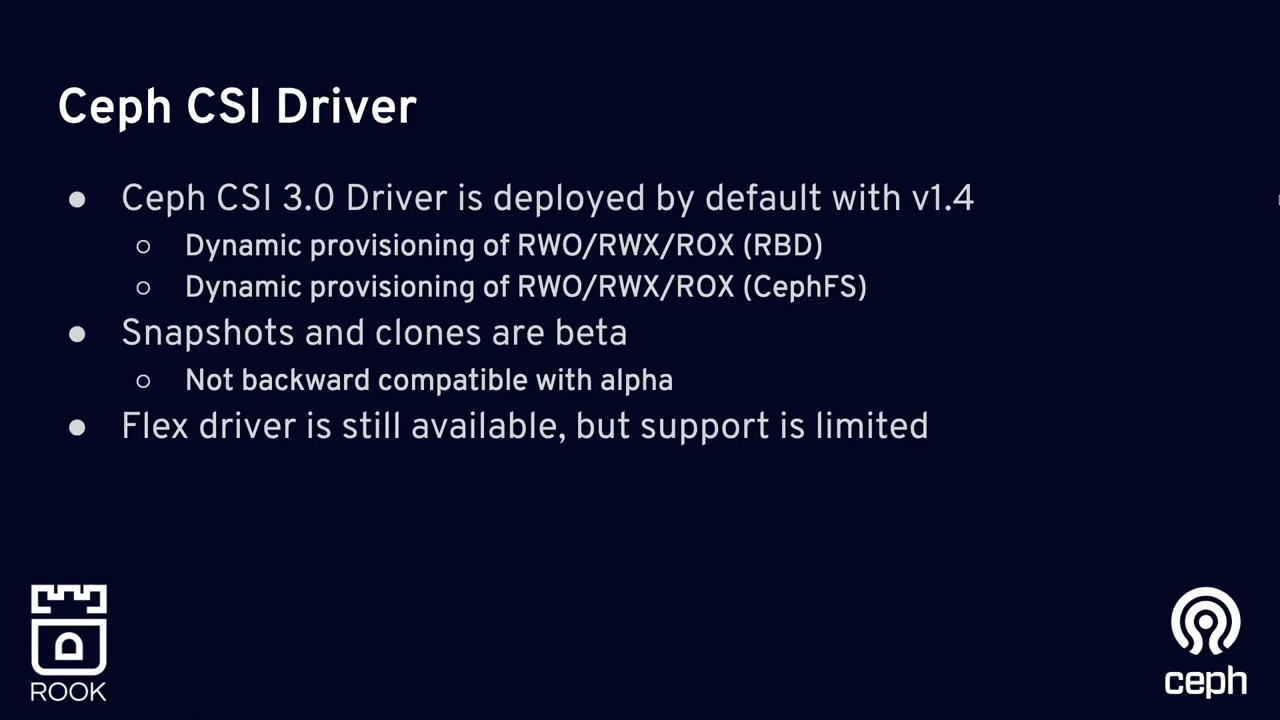 Ceph CSI Driver
● Ceph CSI 3.0 Driver is deployed by default with v1.4
○ Dynamic provisioning of RWO/RWX/ROX (RBD)
○ Dynamic provisioning of RWO/RWX/ROX (CephFS)
● Snapshots and clones are beta
○ Not backward compatible with alpha
● Flex driver is still available, but support is limited
ROOK
ceph